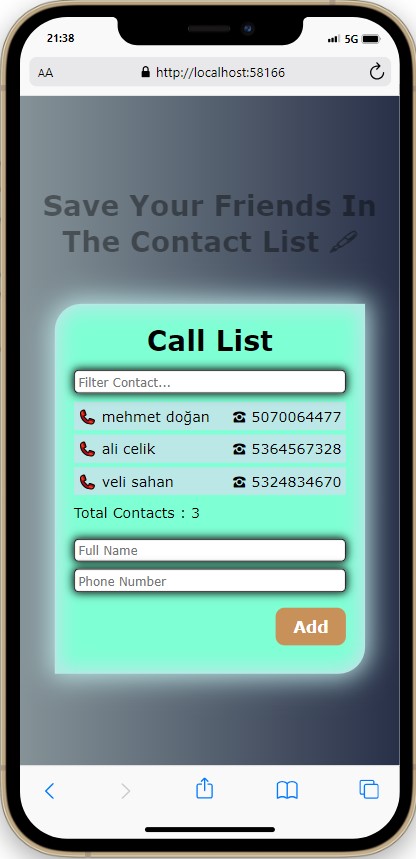 21:38
5G
AA http://localhost:58166
Save Your Friends In
The Contact List
Call List
Filter Contact...
mehmet doğan 5070064477
ali celik 5364567328
veli sahan 5324834670
Total Contacts : 3
Full Name
Phone Number
Add